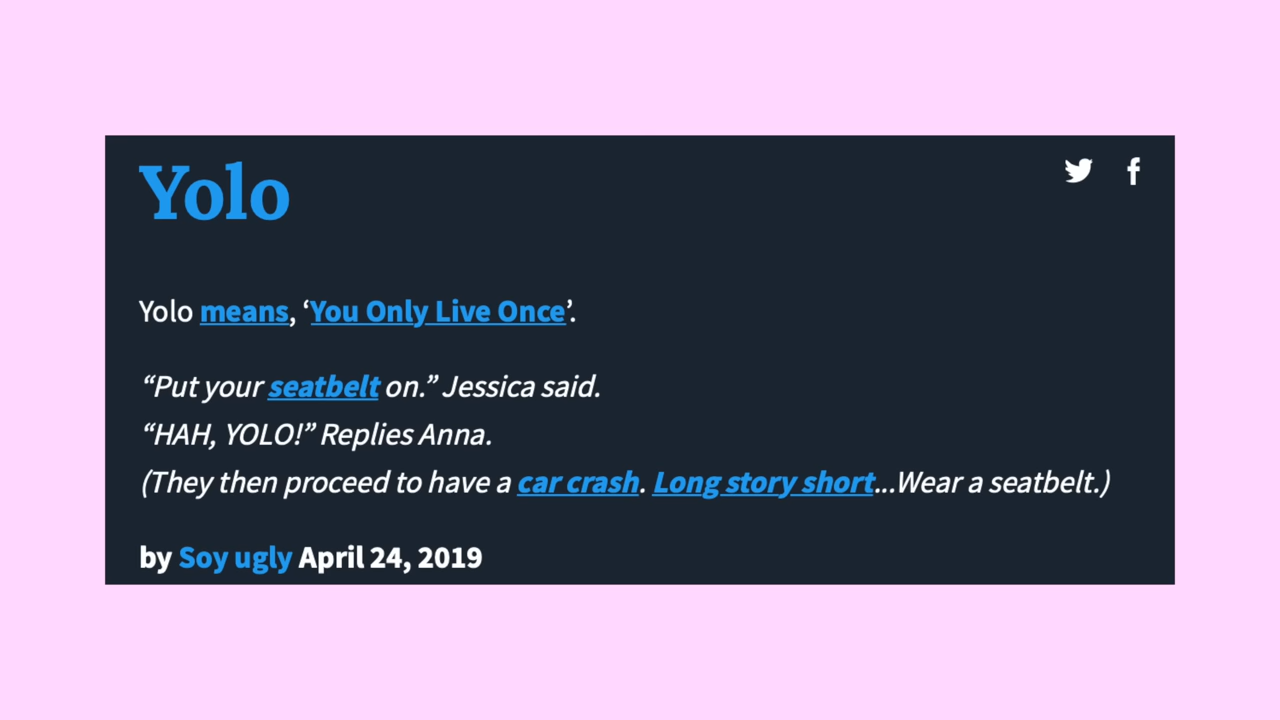 Yolo
Yolo means, ‘You Only Live Once’.
“Put your seatbelt on.” Jessica said.
“HAH, YOLO!” Replies Anna.
(They then proceed to have a car crash. Long story short...Wear a seatbelt.)
by Soy ugly April 24, 2019